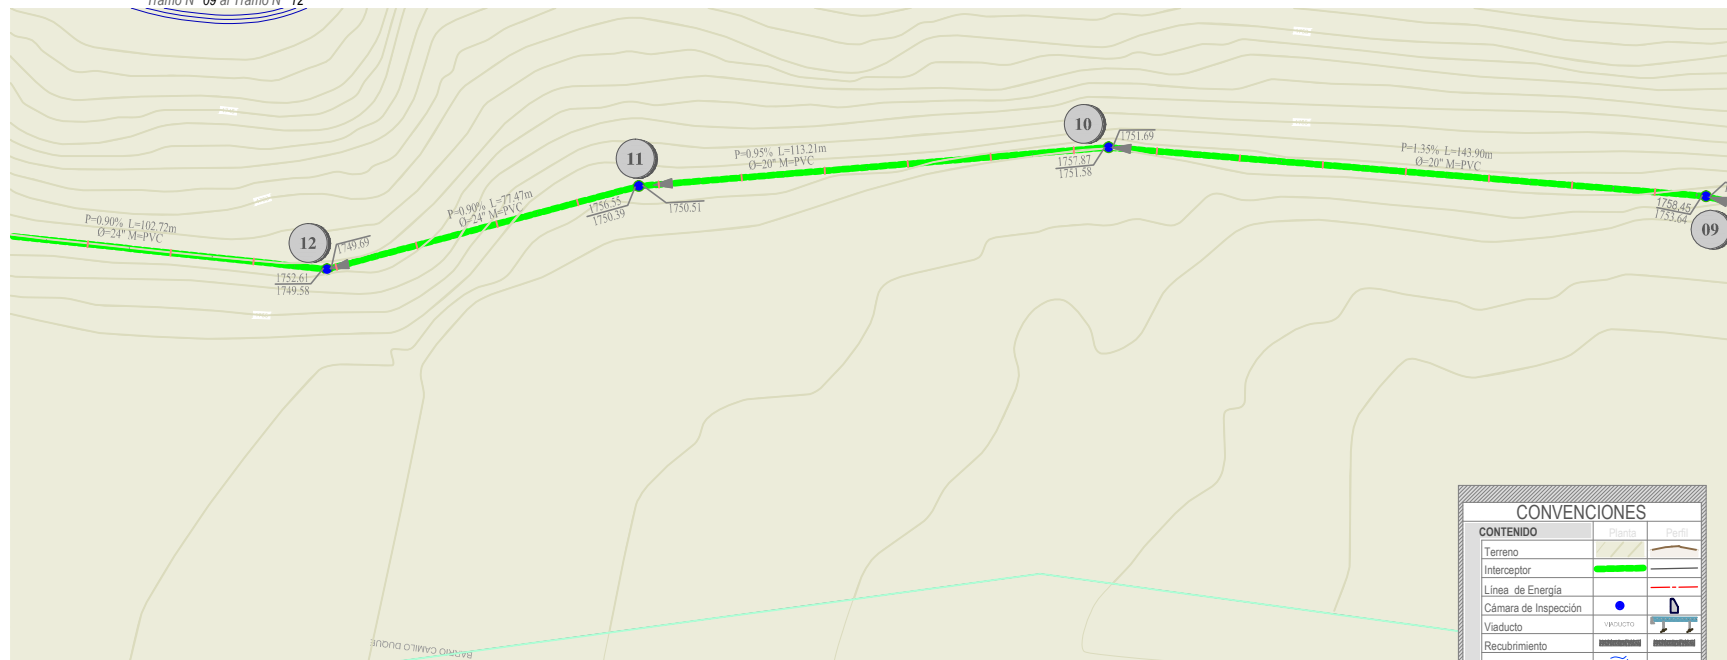 Tramo N° 09 al Tramo N° 12
10
1751.69
1757.87
1751.58
P=1.35% L=143.90m
Ø=20" M=PVC
11
P=0.95% L=113.21m
Ø=20" M=PVC
1756.55
1750.39
1750.51
1758.45
1753.64
09
P=0.90% L=77.47m
Ø=24" M=PVC
P=0.90% L=102.72m
Ø=24" M=PVC
12
1749.69
1752.61
1749.58
CONVENCIONES
CONTENIDO Planta Perfil
Terreno
Interceptor
Línea de Energía
Cámara de Inspección
Viaducto VIADUCTO
Recubrimiento
BARRIO CAMILO DUQUE